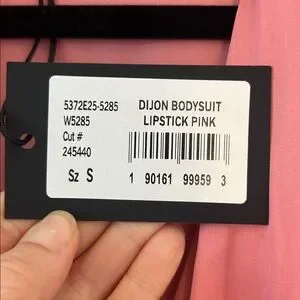 5372E25-5285
W5285
Cut #
245440
Sz S
DIJON BODYSUIT
LIPSTICK PINK
1 90161 99959 3